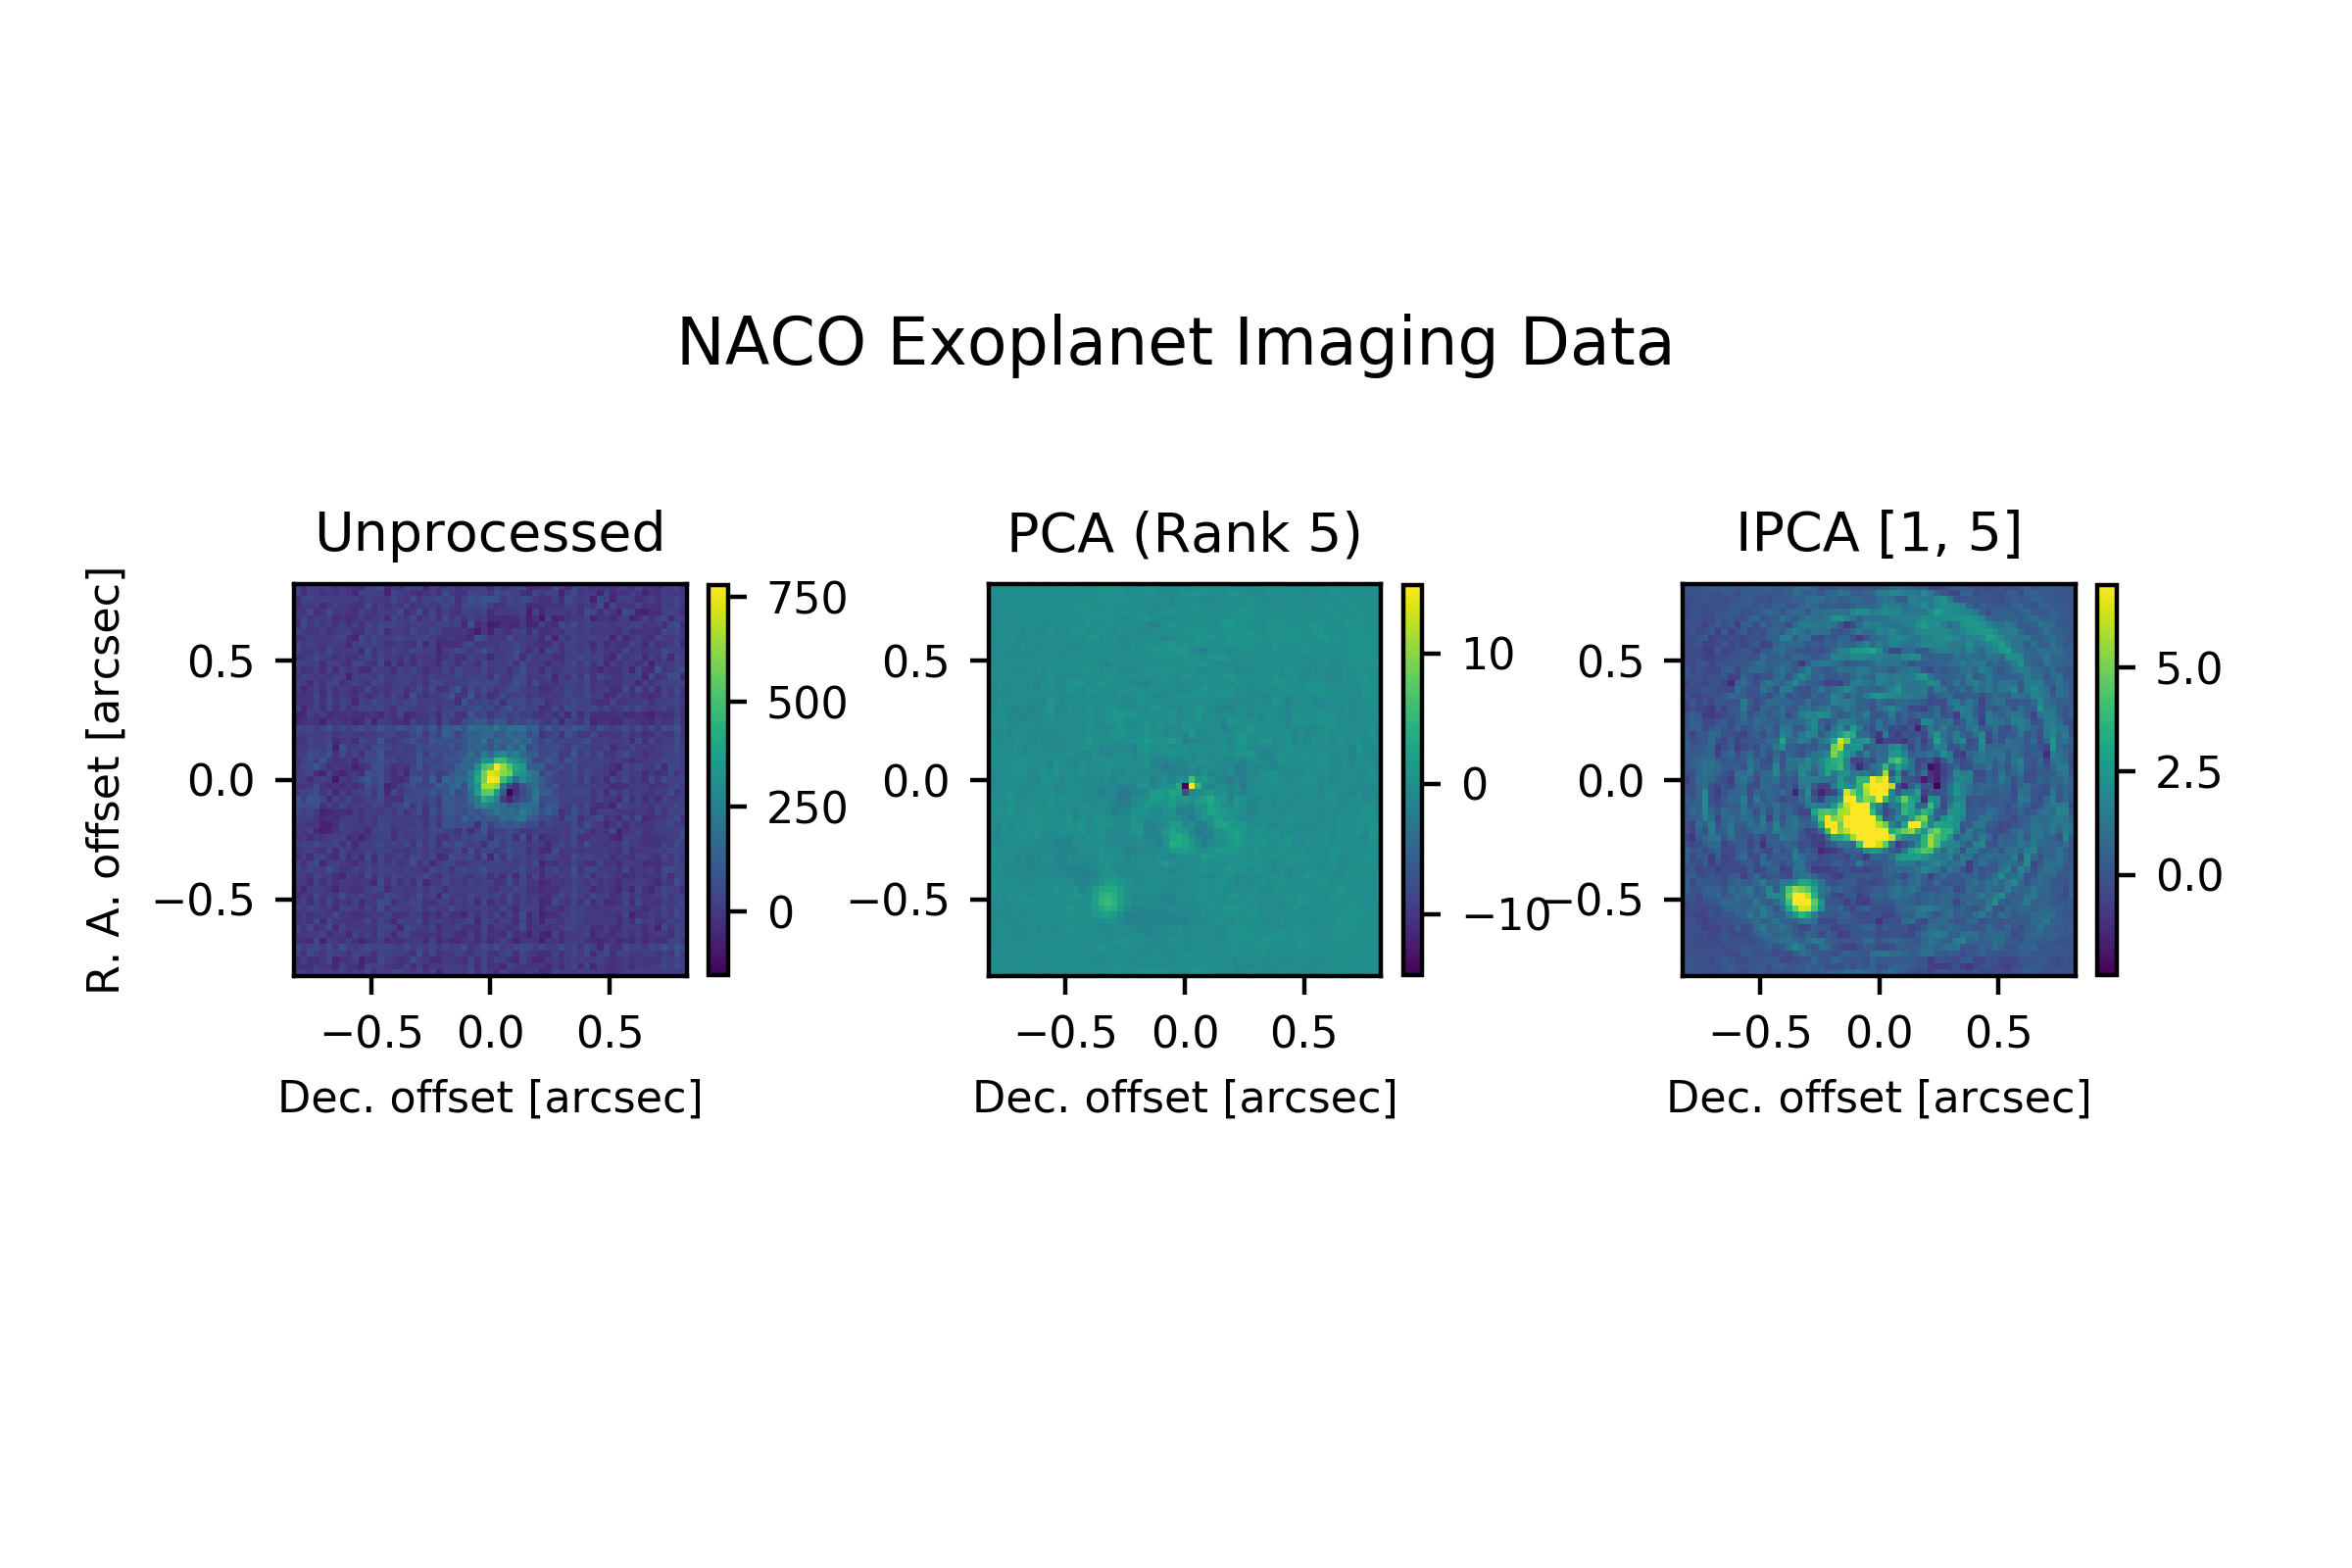 NACO Exoplanet Imaging Data
Unprocessed
R. A. offset [arcsec]
0.5
0.0
−0.5
−0.5 0.0 0.5
Dec. offset [arcsec]
750
500
250
0
PCA (Rank 5)
0.5
0.0
−0.5
−0.5 0.0 0.5
Dec. offset [arcsec]
10
0
−10
IPCA [1, 5]
0.5
0.0
−0.5
−0.5 0.0 0.5
Dec. offset [arcsec]
5.0
2.5
0.0